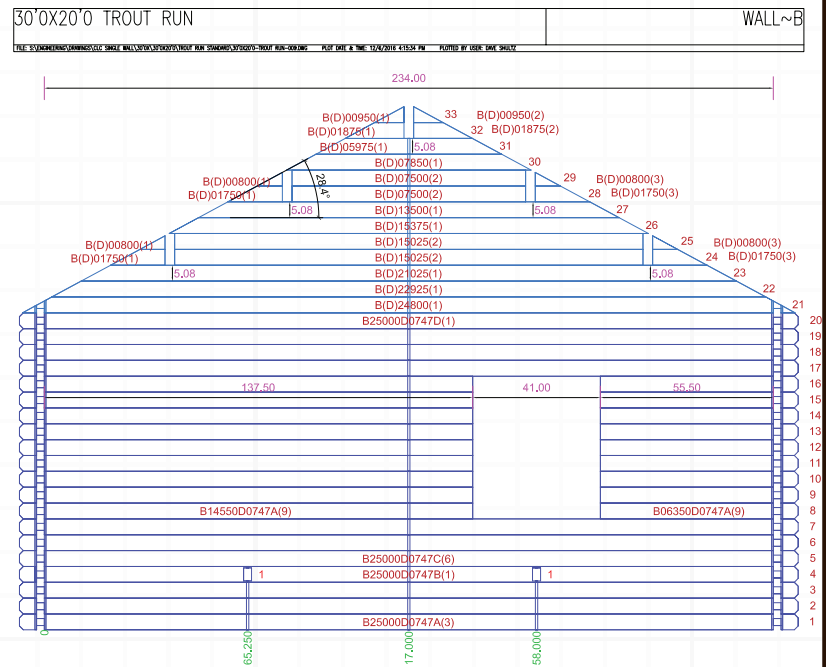 30'0X20'0 TROUT RUN
WALL~B
FILE: S:\ENGINEERING\DRAWINGS\CLC SINGLE WALL\30'0X\30'0X20'0\TROUT RUN STANDARD\30'0X20'0-TROUT RUN-009.DWG PLOT DATE & TIME: 12/6/2016 4:15:34 PM PLOTTED BY USER: DAVE SHULTZ
234.00
B(D)00950(1) 33 B(D)00950(2)
B(D)01875(1) 32 B(D)01875(2)
B(D)05975(1) 5.08 31
B(D)07850(1) 30
B(D)00800(1) 28.4° B(D)07500(2) 29 B(D)00800(3)
B(D)01750(1) B(D)07500(2) 28 B(D)01750(3)
5.08 B(D)13500(1) 5.08 27
B(D)15375(1) 26
B(D)00800(1) B(D)15025(2) 25 B(D)00800(3)
B(D)01750(1) B(D)15025(2) 24 B(D)01750(3)
5.08 B(D)21025(1) 5.08 23
B(D)22925(1) 22
B(D)24800(1) 21
B25000D0747D(1) 20
19
18
17
137.50 41.00 55.50 16
15
14
13
12
11
10
9
B14550D0747A(9) B06350D0747A(9) 8
7
6
B25000D0747C(6) 5
1 B25000D0747B(1) 1 4
3
2
B25000D0747A(3) 1
0 65.250 17.000 58.000